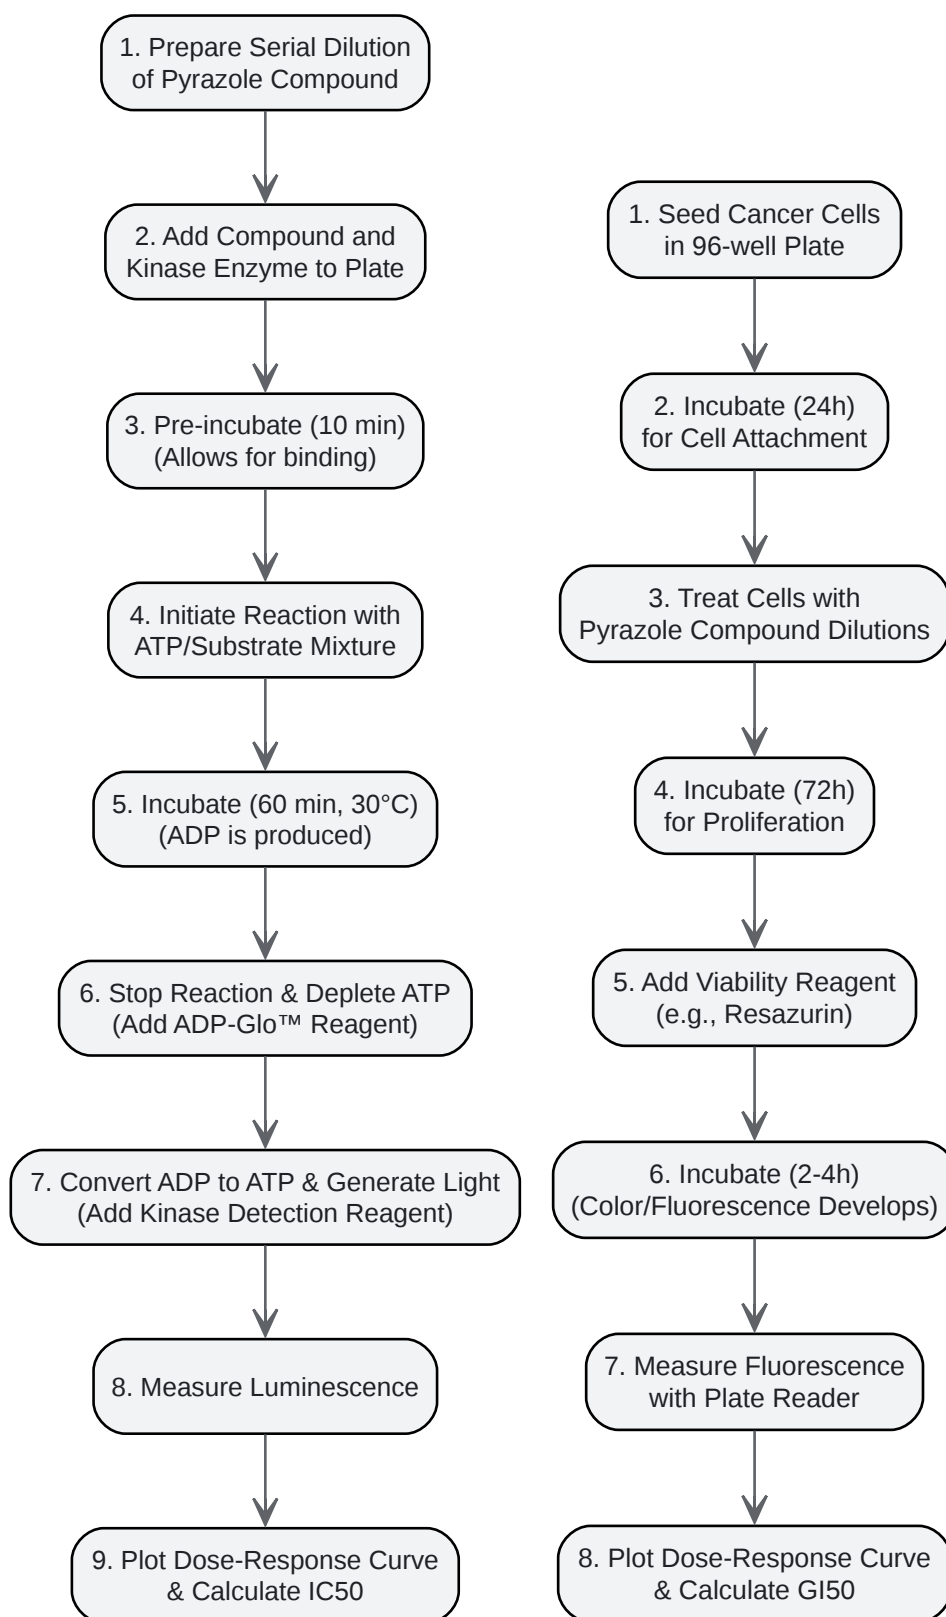 1. Prepare Serial Dilution
of Pyrazole Compound
2. Add Compound and
Kinase Enzyme to Plate
3. Pre-incubate (10 min)
(Allows for binding)
4. Initiate Reaction with
ATP/Substrate Mixture
5. Incubate (60 min, 30°C)
(ADP is produced)
6. Stop Reaction & Deplete ATP
(Add ADP-Glo™ Reagent)
7. Convert ADP to ATP & Generate Light
(Add Kinase Detection Reagent)
8. Measure Luminescence
9. Plot Dose-Response Curve
& Calculate IC50
1. Seed Cancer Cells
in 96-well Plate
2. Incubate (24h)
for Cell Attachment
3. Treat Cells with
Pyrazole Compound Dilutions
4. Incubate (72h)
for Proliferation
5. Add Viability Reagent
(e.g., Resazurin)
6. Incubate (2-4h)
(Color/Fluorescence Develops)
7. Measure Fluorescence
with Plate Reader
8. Plot Dose-Response Curve
& Calculate GI50